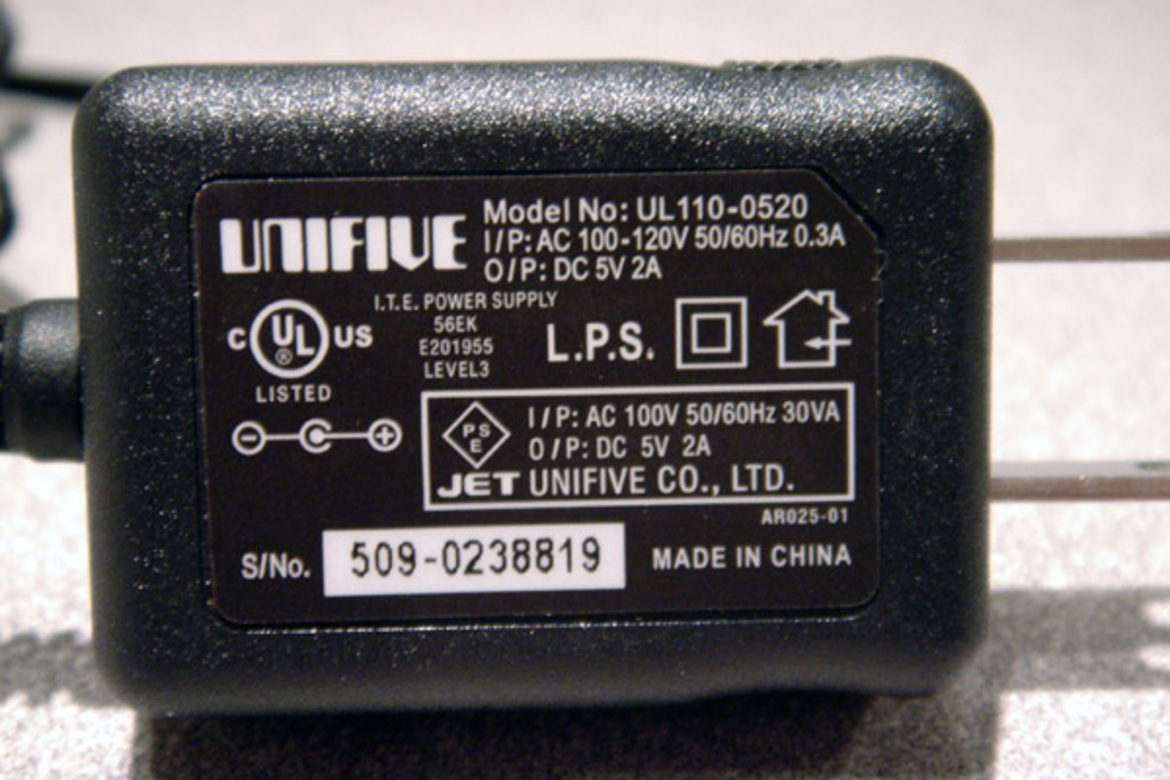 UNIFIVE
Model No: UL110-0520
I/P: AC 100-120V 50/60Hz 0.3A
O/P: DC 5V 2A
I.T.E. POWER SUPPLY
56EK
E201955
LEVEL3
C UL ® US
LISTED
L.P.S.
PSE
I/P: AC 100V 50/60Hz 30VA
O/P: DC 5V 2A
JET UNIFIVE CO., LTD.
AR025-01
S/No. 509-0238819
MADE IN CHINA